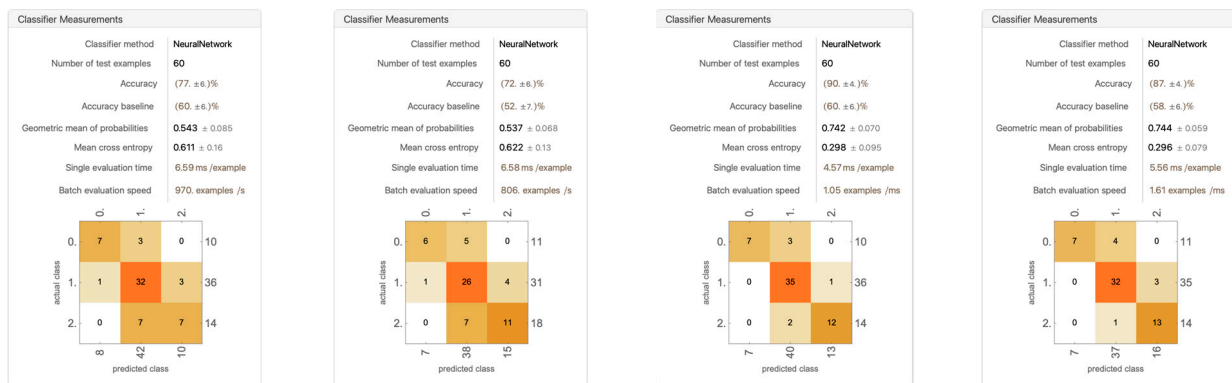 Classifier Measurements
Classifier method NeuralNetwork
Number of test examples 60
Accuracy (77. ±6.)%
Accuracy baseline (60. ±6.)%
Geometric mean of probabilities 0.543 ± 0.085
Mean cross entropy 0.611 ± 0.16
Single evaluation time 6.59 ms /example
Batch evaluation speed 970. examples /s
0. 1. 2.
0. 7 3 0 10
1. 1 32 3 36
2. 0 7 7 14
8 42 10
actual class
predicted class
Classifier Measurements
Classifier method NeuralNetwork
Number of test examples 60
Accuracy (72. ±6.)%
Accuracy baseline (52. ±7.)%
Geometric mean of probabilities 0.537 ± 0.068
Mean cross entropy 0.622 ± 0.13
Single evaluation time 6.58 ms /example
Batch evaluation speed 806. examples /s
0. 1. 2.
0. 6 5 0 11
1. 1 26 4 31
2. 0 7 11 18
7 38 15
actual class
predicted class
Classifier Measurements
Classifier method NeuralNetwork
Number of test examples 60
Accuracy (90. ±4.)%
Accuracy baseline (60. ±6.)%
Geometric mean of probabilities 0.742 ± 0.070
Mean cross entropy 0.298 ± 0.095
Single evaluation time 4.57 ms /example
Batch evaluation speed 1.05 examples /ms
0. 1. 2.
0. 7 3 0 10
1. 0 35 1 36
2. 0 2 12 14
7 40 13
actual class
predicted class
Classifier Measurements
Classifier method NeuralNetwork
Number of test examples 60
Accuracy (87. ±4.)%
Accuracy baseline (58. ±6.)%
Geometric mean of probabilities 0.744 ± 0.059
Mean cross entropy 0.296 ± 0.079
Single evaluation time 5.56 ms /example
Batch evaluation speed 1.61 examples /ms
0. 1. 2.
0. 7 4 0 11
1. 0 32 3 35
2. 0 1 13 14
7 37 16
actual class
predicted class